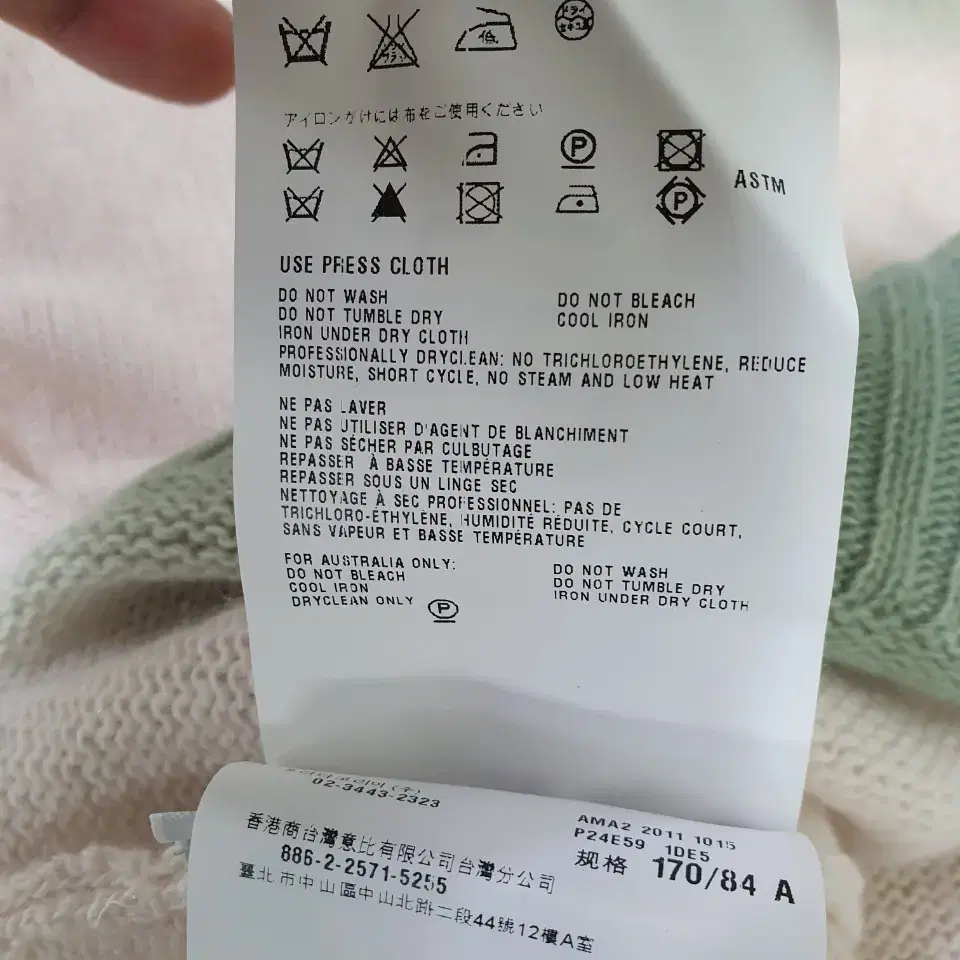 低
ドライ
アイロンがけには布をご使用ください
P
P
ASTM
USE PRESS CLOTH
DO NOT WASH
DO NOT BLEACH
DO NOT TUMBLE DRY
COOL IRON
IRON UNDER DRY CLOTH
PROFESSIONALLY DRYCLEAN: NO TRICHLOROETHYLENE, REDUCE
MOISTURE, SHORT CYCLE, NO STEAM AND LOW HEAT
NE PAS LAVER
NE PAS UTILISER D'AGENT DE BLANCHIMENT
NE PAS SÉCHER PAR CULBUTAGE
REPASSER À BASSE TEMPÉRATURE
REPASSER SOUS UN LINGE SEC
NETTOYAGE À SEC PROFESSIONNEL: PAS DE
TRICHLORO-ÉTHYLÈNE, HUMIDITÉ RÉDUITE, CYCLE COURT,
SANS VAPEUR ET BASSE TEMPÉRATURE
FOR AUSTRALIA ONLY:
DO NOT BLEACH
DO NOT WASH
COOL IRON
DO NOT TUMBLE DRY
DRYCLEAN ONLY P
IRON UNDER DRY CLOTH
02-3443-2323
香港商台灣意比有限公司台灣分公司
886-2-2571-5255
臺北市中山區中山北路二段44號12樓A室
AMA2 2011 1015
P24E59 1DE5
规格 170/84 A